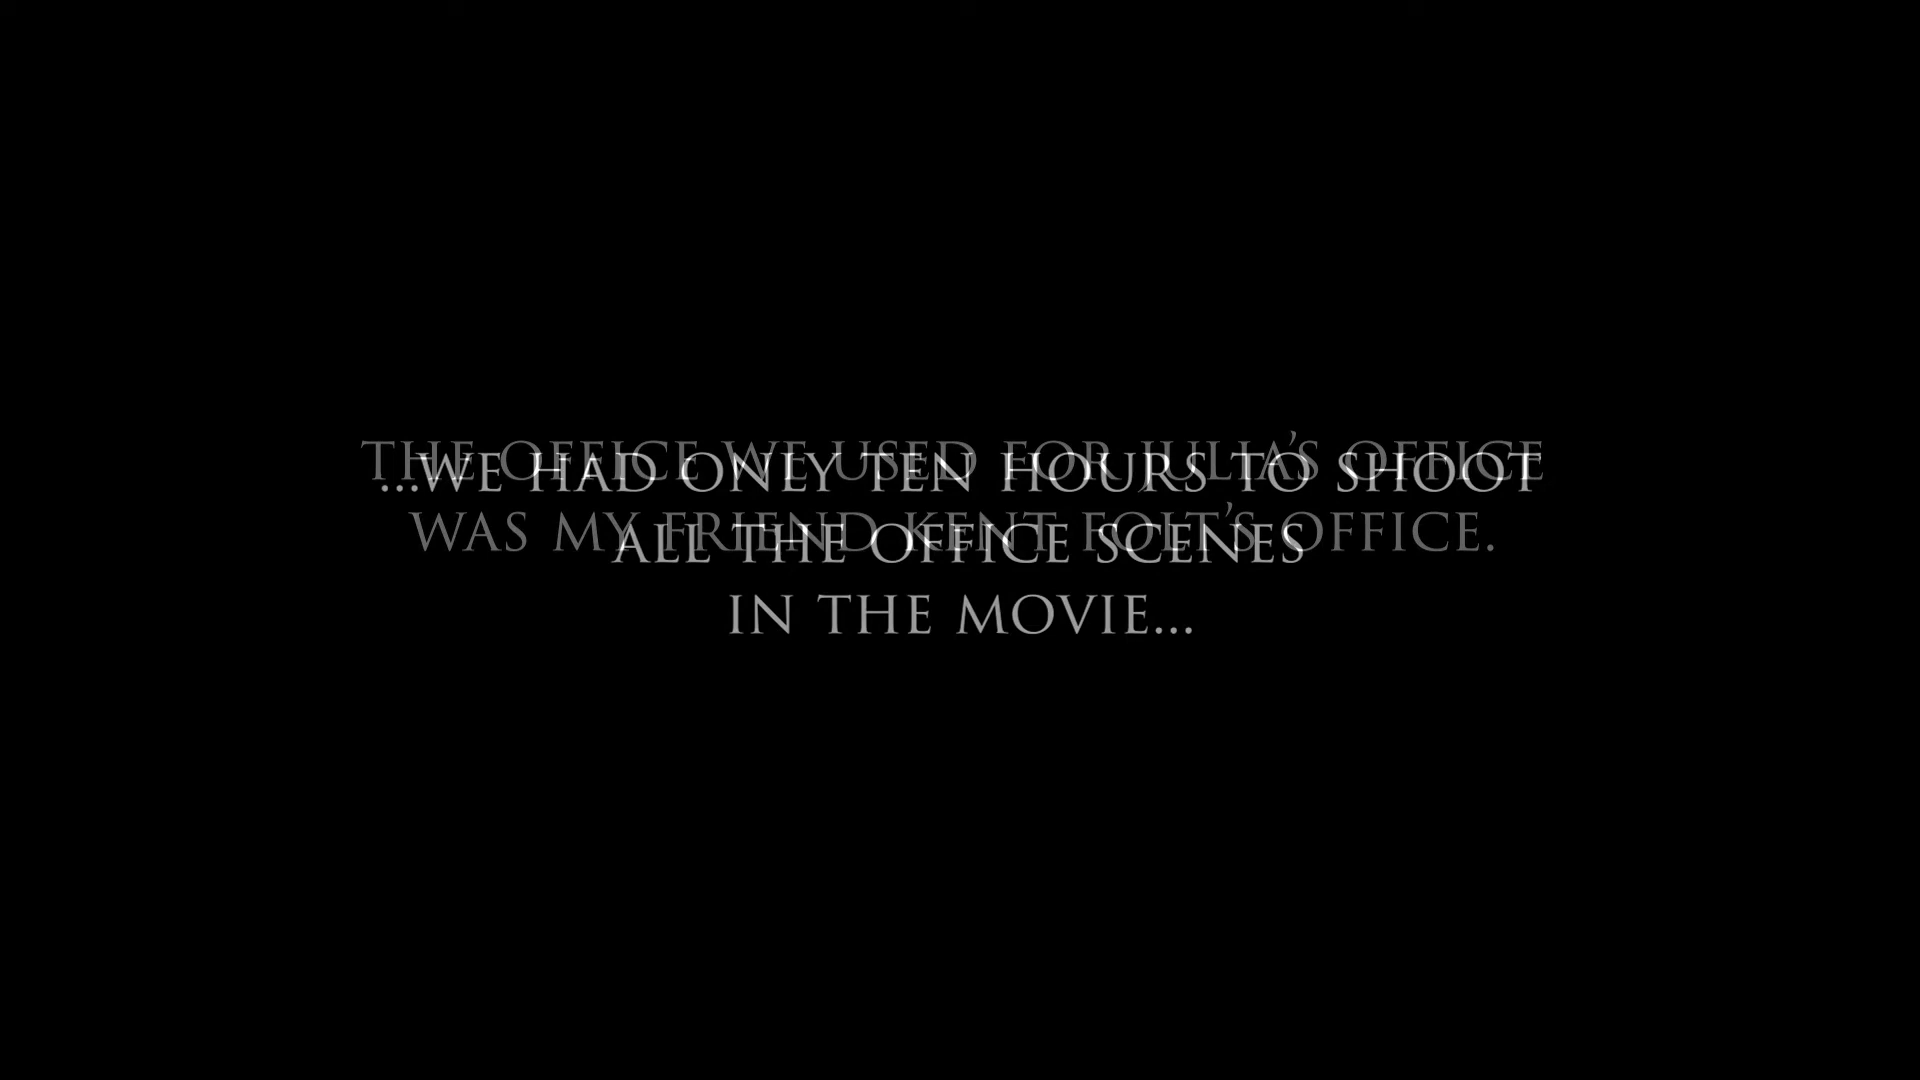 THE OFFICE WE USED FOR JULIA'S OFFICE
WAS MY FRIEND KENT FOLT'S OFFICE.
...WE HAD ONLY TEN HOURS TO SHOOT
ALL THE OFFICE SCENES
IN THE MOVIE...